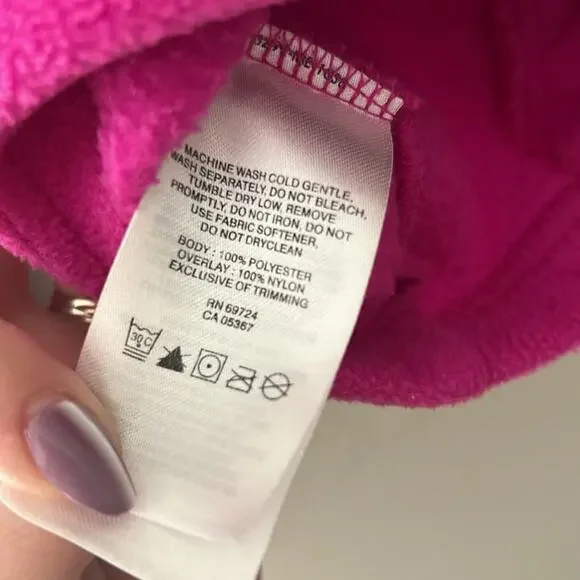 MACHINE WASH COLD GENTLE,
WASH SEPARATELY. DO NOT BLEACH.
TUMBLE DRY LOW, REMOVE
PROMPTLY, DO NOT IRON, DO NOT
USE FABRIC SOFTENER,
DO NOT DRYCLEAN
BODY : 100% POLYESTER
OVERLAY : 100% NYLON
EXCLUSIVE OF TRIMMING
RN 69724
CA 05367
30C